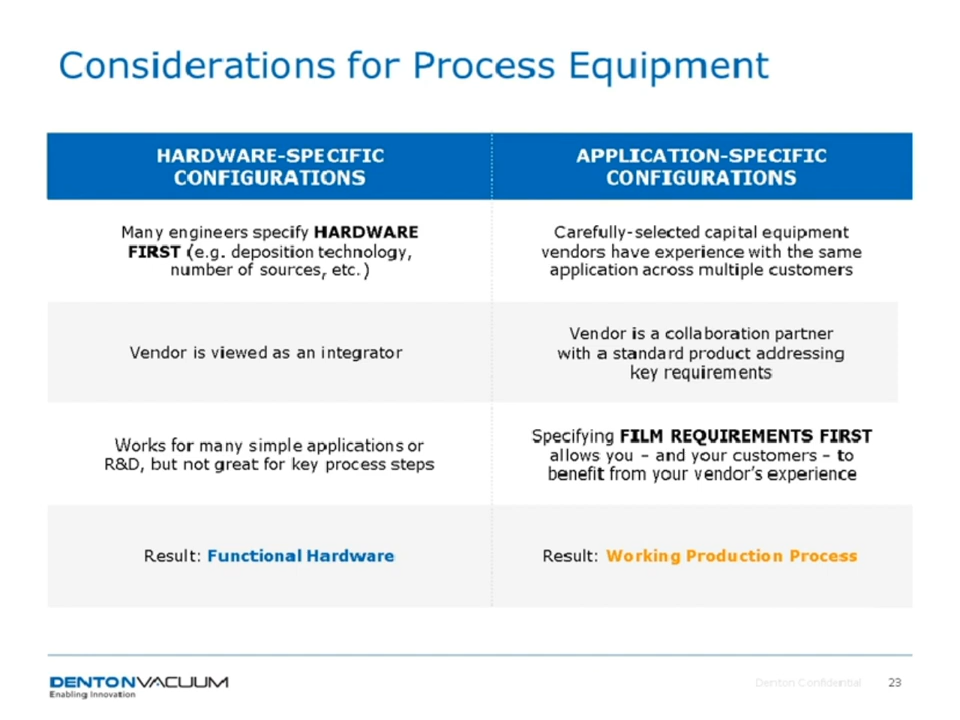 Considerations for Process Equipment
HARDWARE-SPECIFIC
CONFIGURATIONS
APPLICATION-SPECIFIC
CONFIGURATIONS
Many engineers specify HARDWARE
FIRST (e.g. deposition technology,
number of sources, etc.)
Carefully-selected capital equipment
vendors have experience with the same
application across multiple customers
Vendor is viewed as an integrator
Vendor is a collaboration partner
with a standard product addressing
key requirements
Works for many simple applications or
R&D, but not great for key process steps
Specifying FILM REQUIREMENTS FIRST
allows you – and your customers – to
benefit from your vendor's experience
Result: Functional Hardware
Result: Working Production Process
DENTON VACUUM
Enabling Innovation
Denton Confidential
23